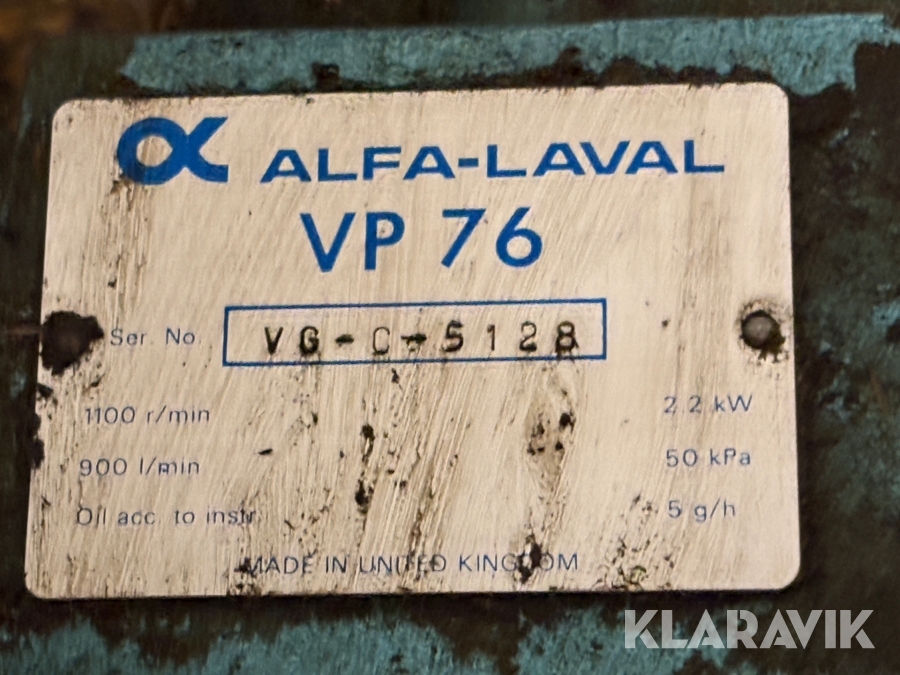 ALFA-LAVAL
VP 76
Ser. No. VG-C-5128
1100 r/min 2.2 kW
900 l/min 50 kPa
Oil acc. to instr. 5 g/h
MADE IN UNITED KINGDOM
KLARAVIK